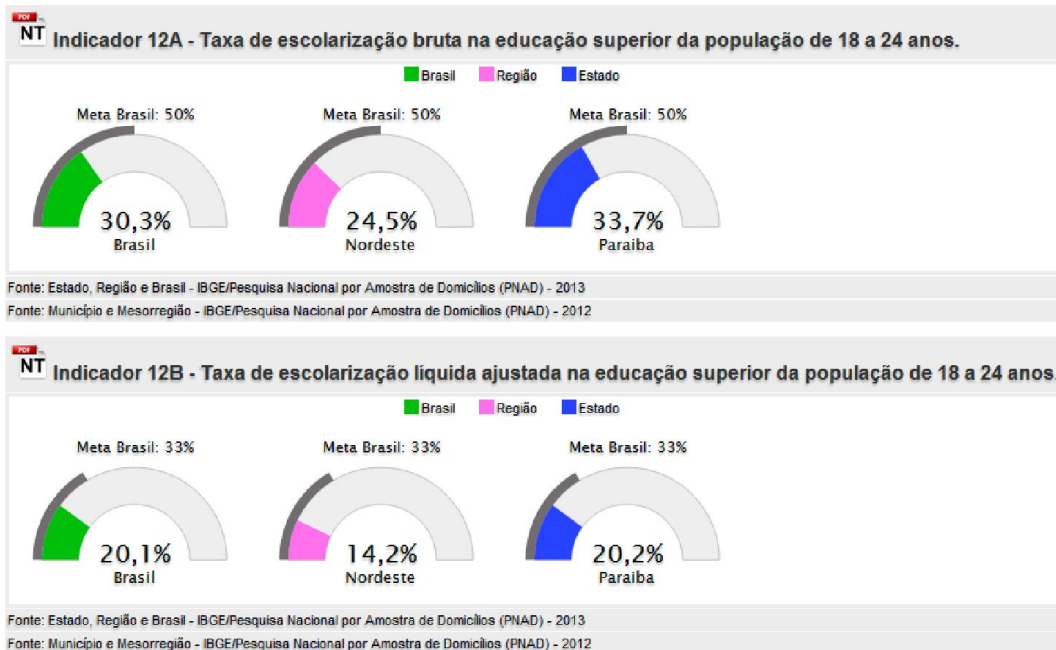 PDF
NT Indicador 12A - Taxa de escolarização bruta na educação superior da população de 18 a 24 anos.
Brasil Região Estado
Meta Brasil: 50% Meta Brasil: 50% Meta Brasil: 50%
30,3% 24,5% 33,7%
Brasil Nordeste Paraiba
Fonte: Estado, Região e Brasil - IBGE/Pesquisa Nacional por Amostra de Domicílios (PNAD) - 2013
Fonte: Município e Mesorregião - IBGE/Pesquisa Nacional por Amostra de Domicílios (PNAD) - 2012
PDF
NT Indicador 12B - Taxa de escolarização líquida ajustada na educação superior da população de 18 a 24 anos.
Brasil Região Estado
Meta Brasil: 33% Meta Brasil: 33% Meta Brasil: 33%
20,1% 14,2% 20,2%
Brasil Nordeste Paraiba
Fonte: Estado, Região e Brasil - IBGE/Pesquisa Nacional por Amostra de Domicílios (PNAD) - 2013
Fonte: Município e Mesorregião - IBGE/Pesquisa Nacional por Amostra de Domicílios (PNAD) - 2012